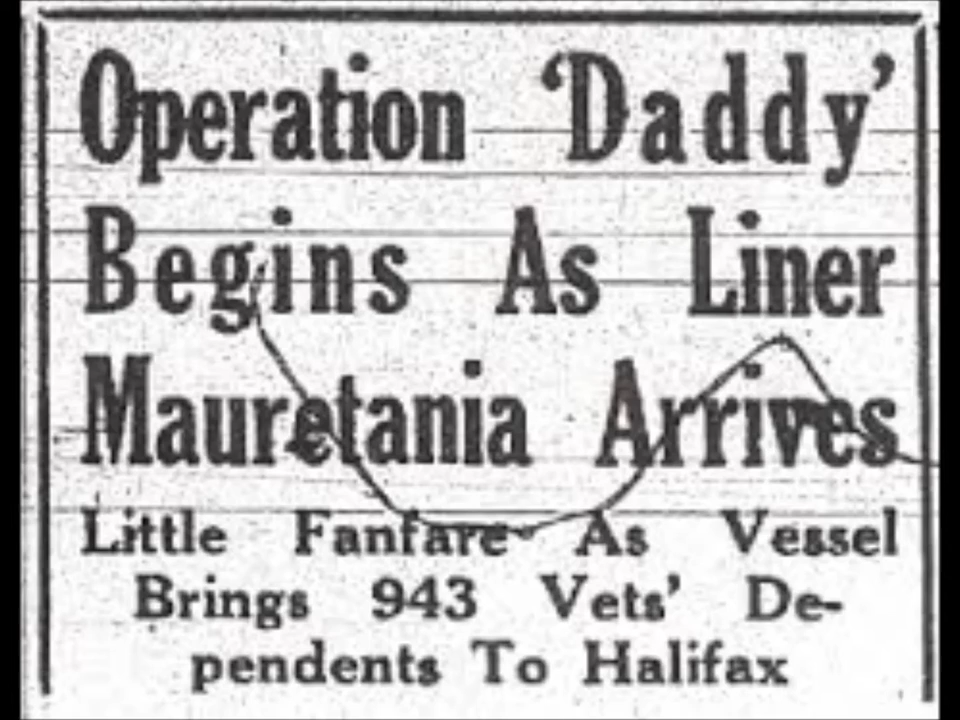 Operation 'Daddy'
Begins As Liner
Mauretania Arrives
Little Fanfare As Vessel
Brings 943 Vets' De-
pendents To Halifax